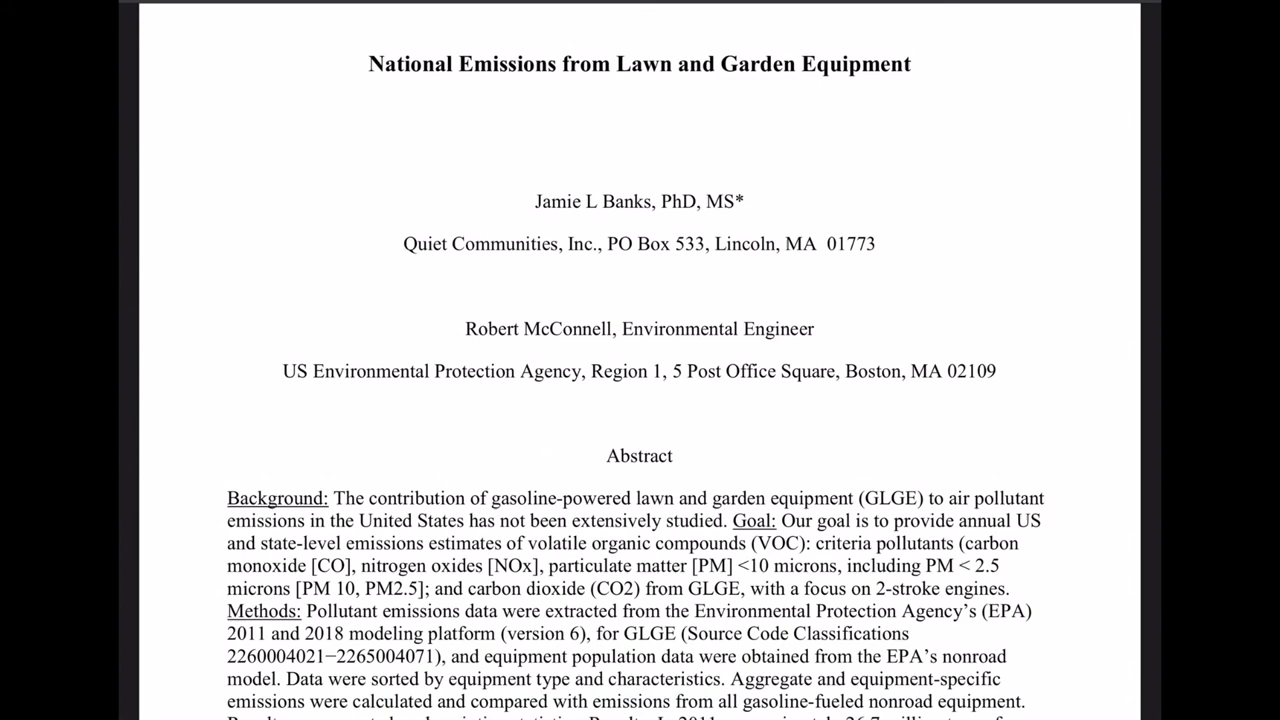 National Emissions from Lawn and Garden Equipment
Jamie L Banks, PhD, MS*
Quiet Communities, Inc., PO Box 533, Lincoln, MA 01773
Robert McConnell, Environmental Engineer
US Environmental Protection Agency, Region 1, 5 Post Office Square, Boston, MA 02109
Abstract
Background: The contribution of gasoline-powered lawn and garden equipment (GLGE) to air pollutant
emissions in the United States has not been extensively studied. Goal: Our goal is to provide annual US
and state-level emissions estimates of volatile organic compounds (VOC): criteria pollutants (carbon
monoxide [CO], nitrogen oxides [NOx], particulate matter [PM] <10 microns, including PM < 2.5
microns [PM 10, PM2.5]; and carbon dioxide (CO2) from GLGE, with a focus on 2-stroke engines.
Methods: Pollutant emissions data were extracted from the Environmental Protection Agency’s (EPA)
2011 and 2018 modeling platform (version 6), for GLGE (Source Code Classifications
2260004021−2265004071), and equipment population data were obtained from the EPA’s nonroad
model. Data were sorted by equipment type and characteristics. Aggregate and equipment-specific
emissions were calculated and compared with emissions from all gasoline-fueled nonroad equipment.